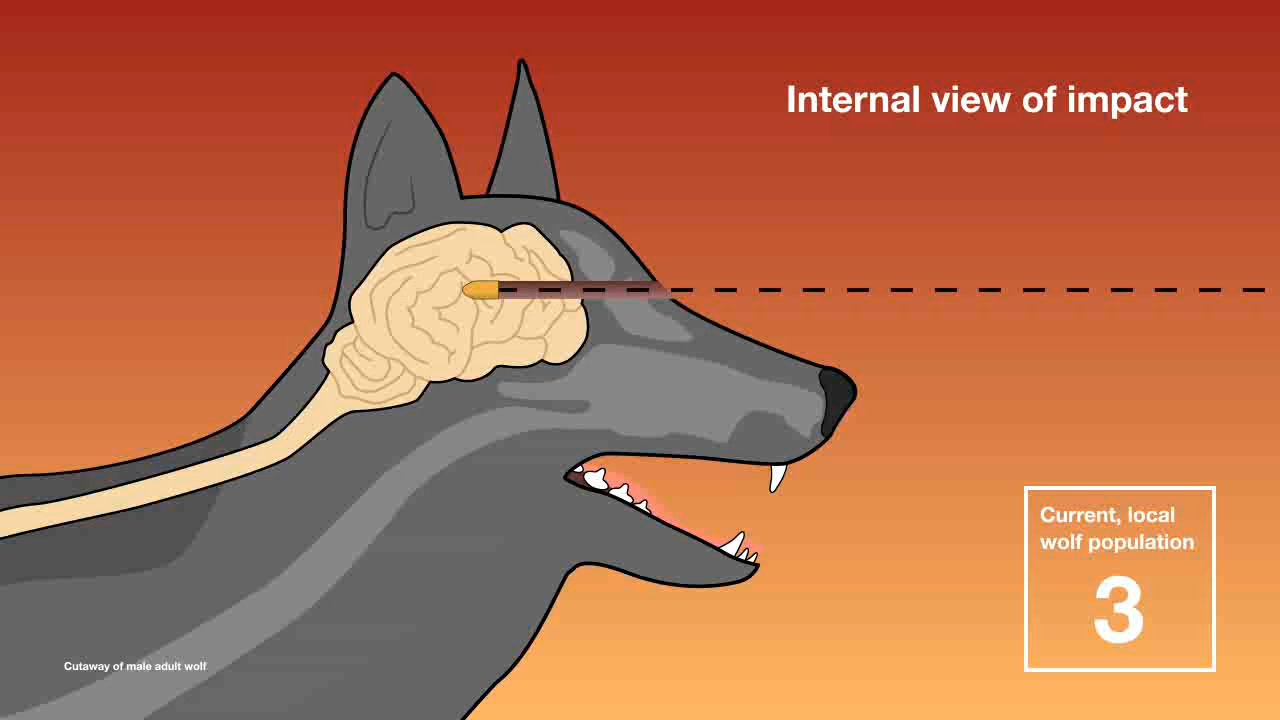 Internal view of impact
Current, local
wolf population
3
Cutaway of male adult wolf